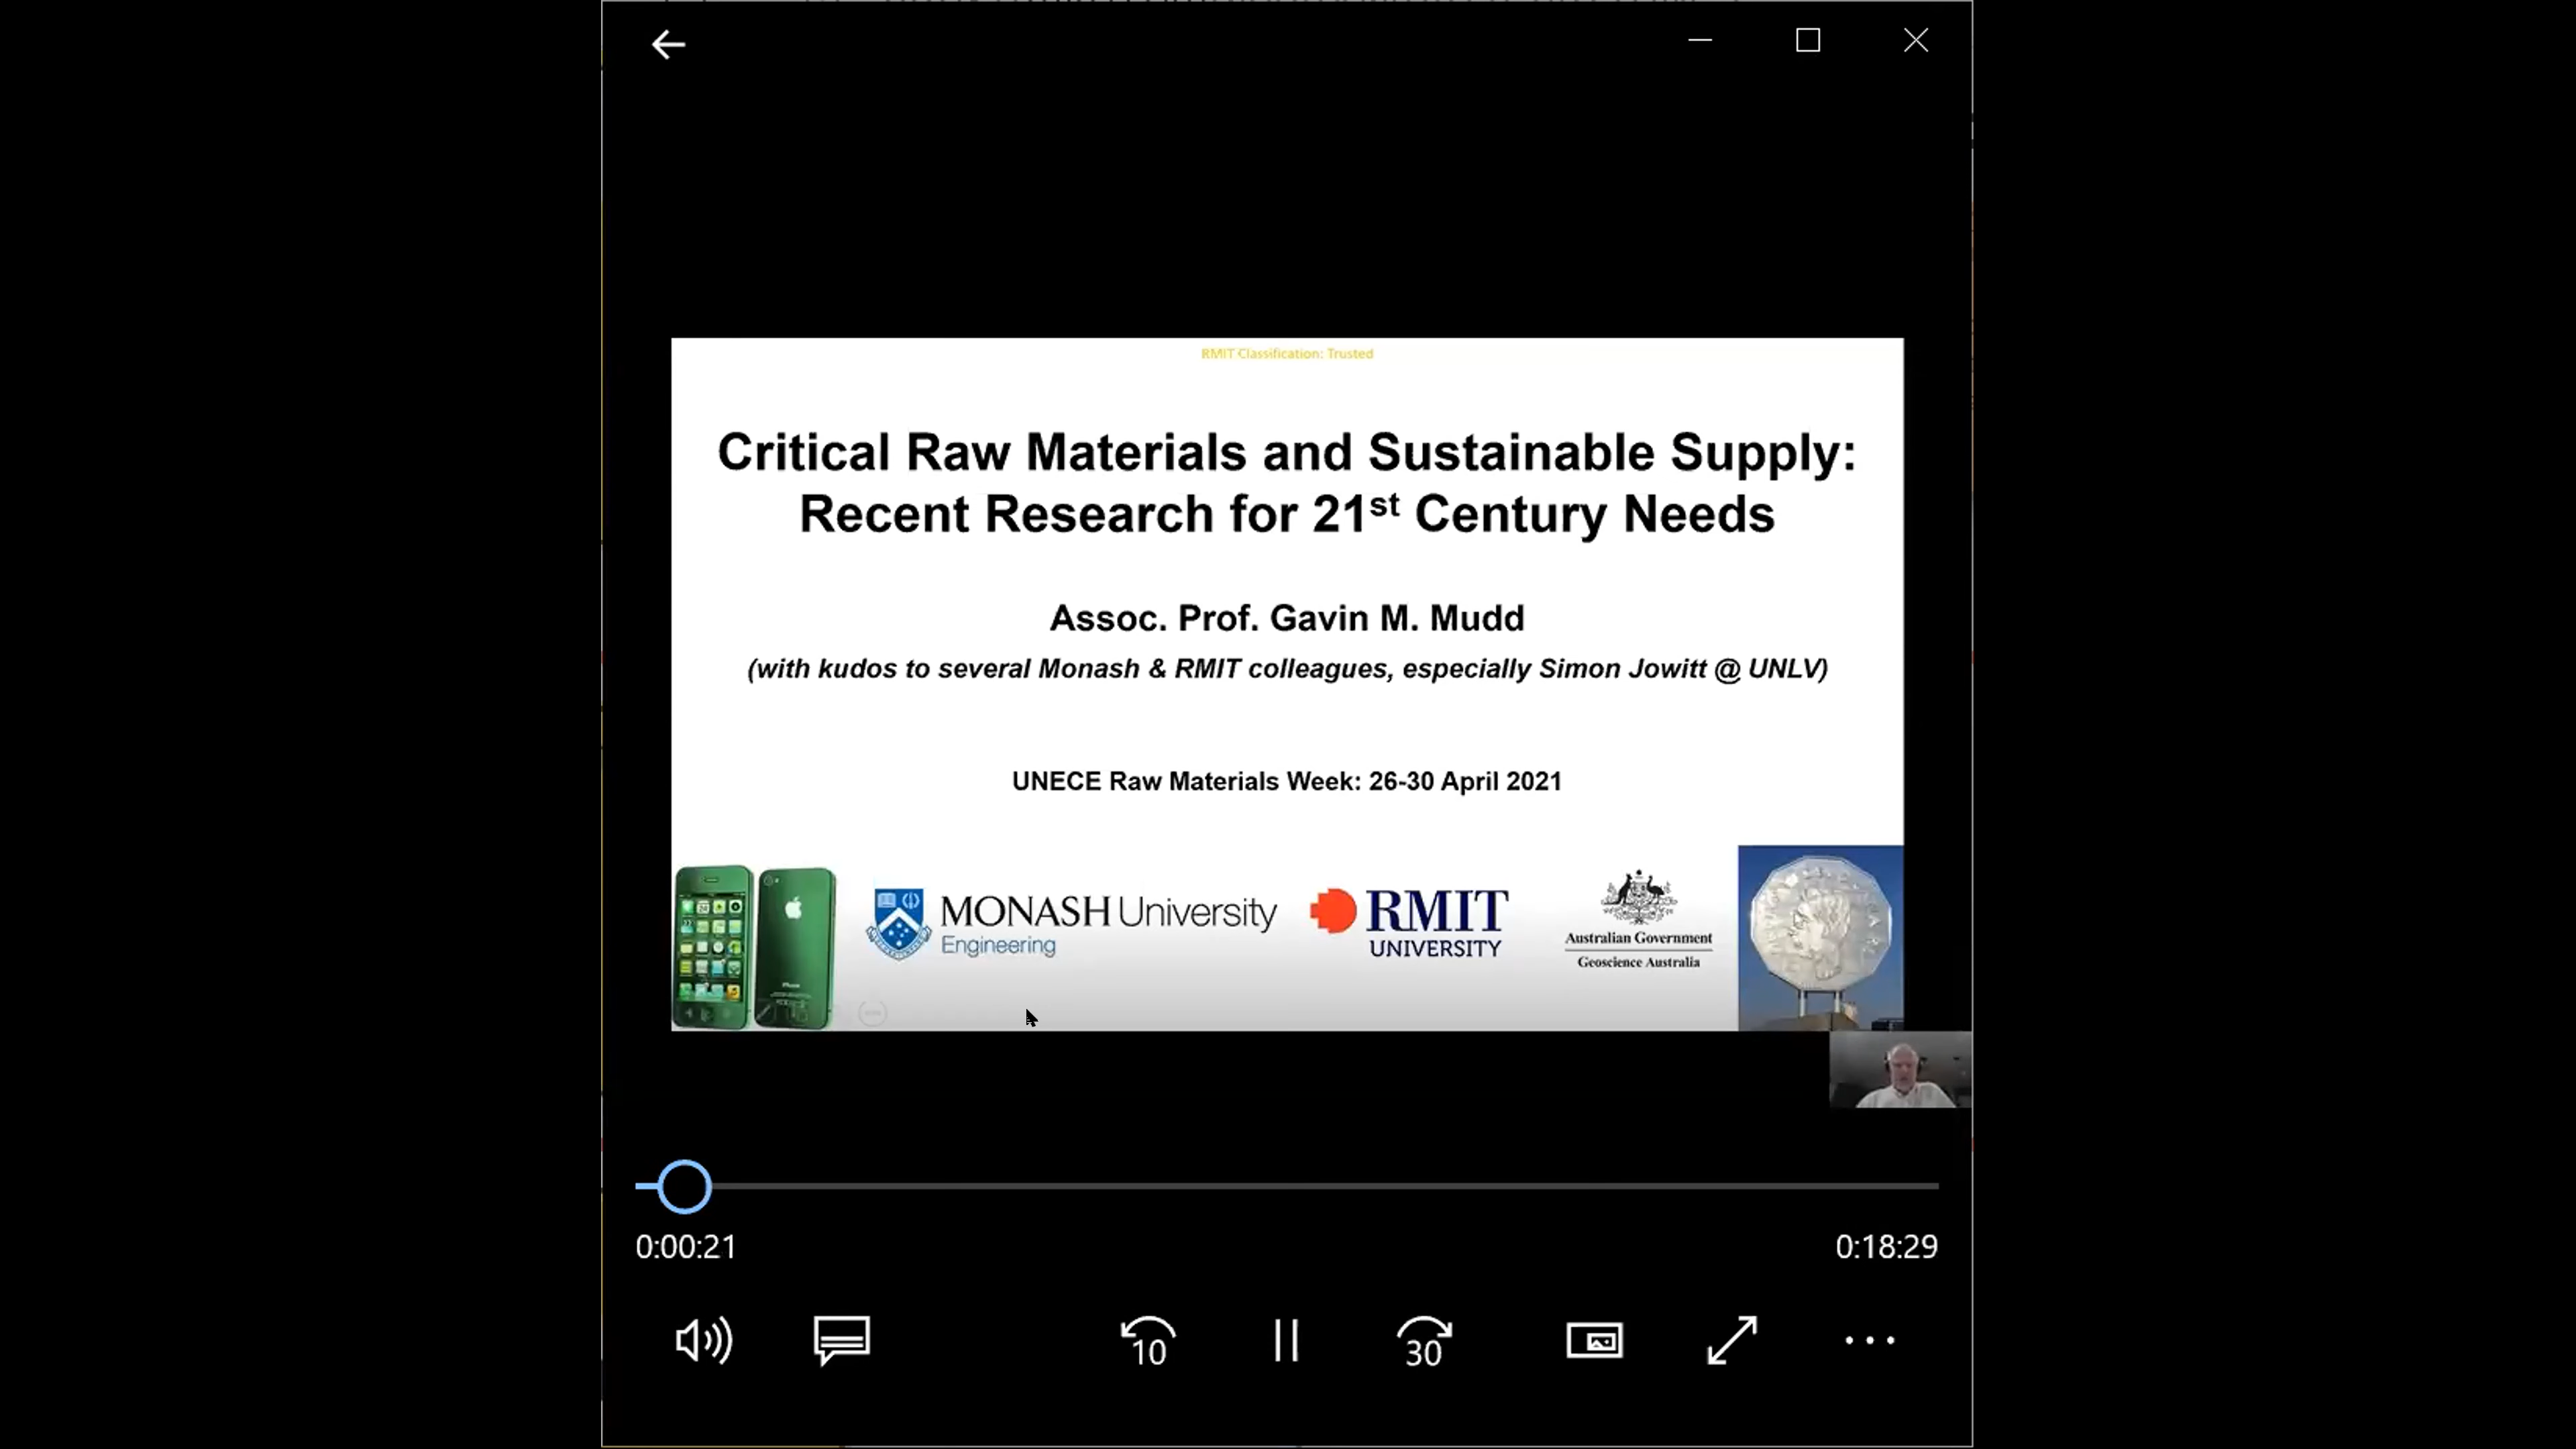 RMIT Classification: Trusted
Critical Raw Materials and Sustainable Supply:
Recent Research for 21st Century Needs
Assoc. Prof. Gavin M. Mudd
(with kudos to several Monash & RMIT colleagues, especially Simon Jowitt @ UNLV)
UNECE Raw Materials Week: 26-30 April 2021
MONASH University
Engineering
RMIT
UNIVERSITY
Australian Government
Geoscience Australia
iPhone
0:00:21
0:18:29
10
30